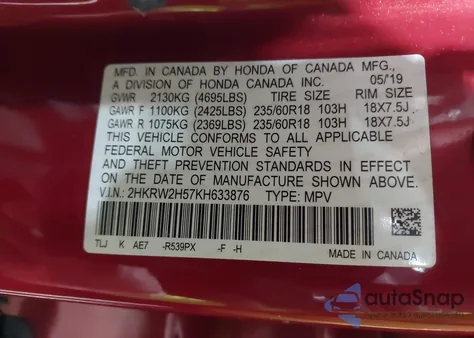 MFD. IN CANADA BY HONDA OF CANADA MFG.,
A DIVISION OF HONDA CANADA INC. 05/19
GVWR 2130KG (4695LBS) TIRE SIZE RIM SIZE
GAWR F 1100KG (2425LBS) 235/60R18 103H 18X7.5J
GAWR R 1075KG (2369LBS) 235/60R18 103H 18X7.5J
THIS VEHICLE CONFORMS TO ALL APPLICABLE
FEDERAL MOTOR VEHICLE SAFETY
AND THEFT PREVENTION STANDARDS IN EFFECT
ON THE DATE OF MANUFACTURE SHOWN ABOVE.
V.I.N.: 2HKRW2H57KH633876 TYPE: MPV
TLJ K AE7 -R539PX -F -H
MADE IN CANADA
autoSnap